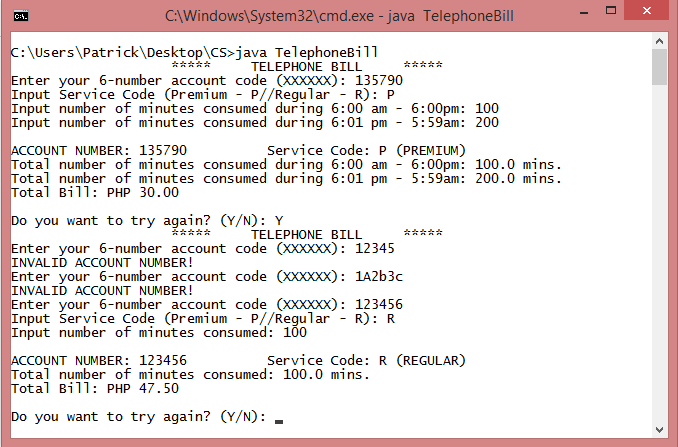 C:\Windows\System32\cmd.exe - java  TelephoneBill
C:\Users\Patrick\Desktop\CS>java TelephoneBill
*****     TELEPHONE BILL     *****
Enter your 6-number account code (XXXXXX): 135790
Input Service Code (Premium - P//Regular - R): P
Input number of minutes consumed during 6:00 am - 6:00pm: 100
Input number of minutes consumed during 6:01 pm - 5:59am: 200
ACCOUNT NUMBER: 135790          Service Code: P (PREMIUM)
Total number of minutes consumed during 6:00 am - 6:00pm: 100.0 mins.
Total number of minutes consumed during 6:01 pm - 5:59am: 200.0 mins.
Total Bill: PHP 30.00
Do you want to try again? (Y/N): Y
*****     TELEPHONE BILL     *****
Enter your 6-number account code (XXXXXX): 12345
INVALID ACCOUNT NUMBER!
Enter your 6-number account code (XXXXXX): 1A2b3c
INVALID ACCOUNT NUMBER!
Enter your 6-number account code (XXXXXX): 123456
Input Service Code (Premium - P//Regular - R): R
Input number of minutes consumed: 100
ACCOUNT NUMBER: 123456          Service Code: R (REGULAR)
Total number of minutes consumed: 100.0 mins.
Total Bill: PHP 47.50
Do you want to try again? (Y/N):